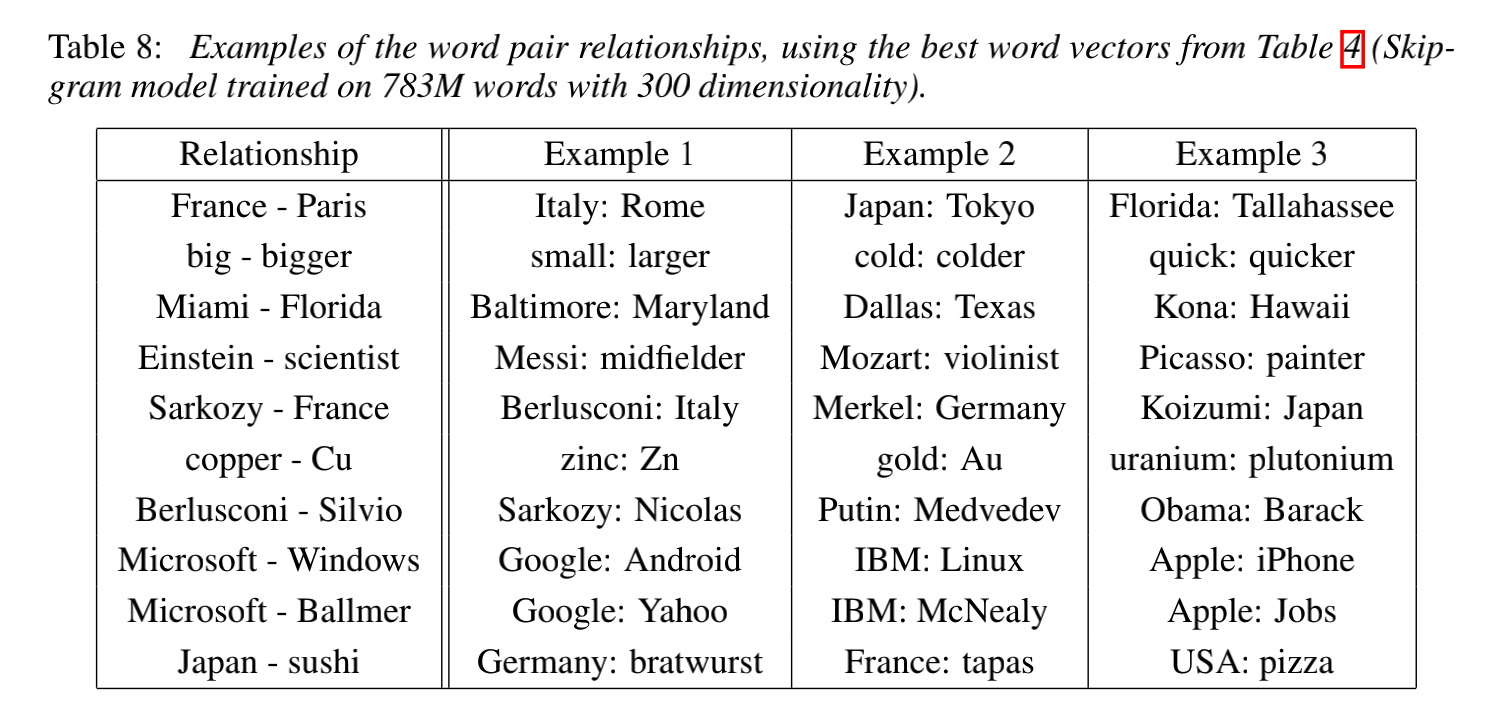 Table 8: Examples of the word pair relationships, using the best word vectors from Table 4 (Skip-
gram model trained on 783M words with 300 dimensionality).
Relationship Example 1 Example 2 Example 3
France - Paris Italy: Rome Japan: Tokyo Florida: Tallahassee
big - bigger small: larger cold: colder quick: quicker
Miami - Florida Baltimore: Maryland Dallas: Texas Kona: Hawaii
Einstein - scientist Messi: midfielder Mozart: violinist Picasso: painter
Sarkozy - France Berlusconi: Italy Merkel: Germany Koizumi: Japan
copper - Cu zinc: Zn gold: Au uranium: plutonium
Berlusconi - Silvio Sarkozy: Nicolas Putin: Medvedev Obama: Barack
Microsoft - Windows Google: Android IBM: Linux Apple: iPhone
Microsoft - Ballmer Google: Yahoo IBM: McNealy Apple: Jobs
Japan - sushi Germany: bratwurst France: tapas USA: pizza